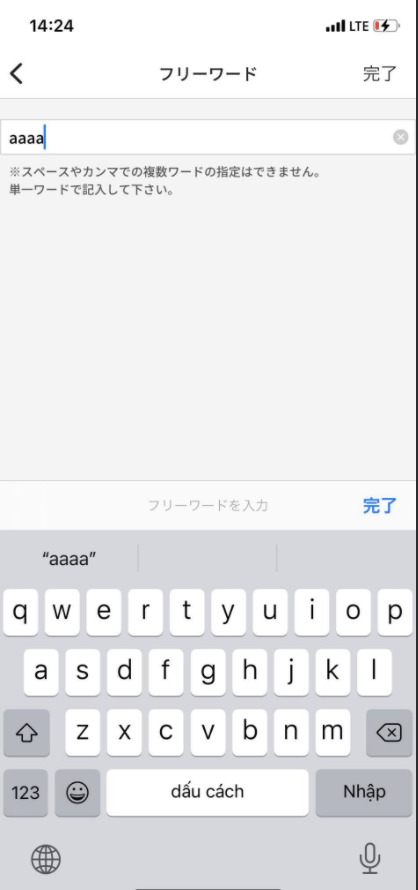 14:24
LTE
フリーワード
完了
aaaa
※スペースやカンマでの複数ワードの指定はできません。
単一ワードで記入して下さい。
フリーワードを入力
完了
“aaaa”
q w e r t y u i o p
a s d f g h j k l
z x c v b n m
123
dấu cách
Nhập